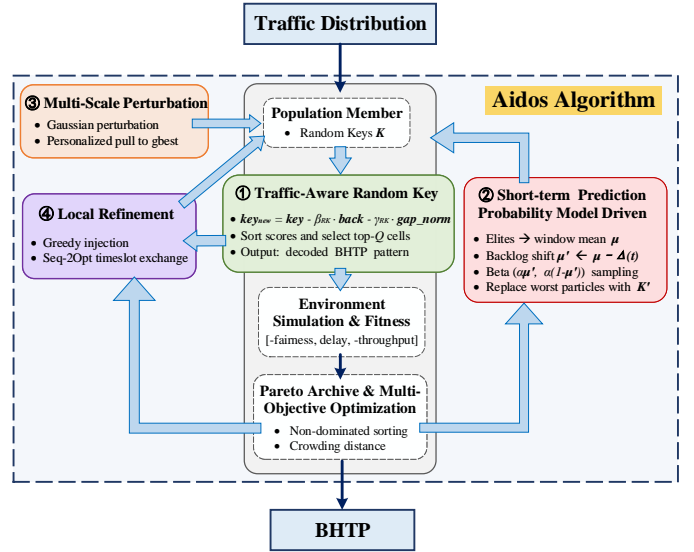 Traffic Distribution
Aidos Algorithm
③ Multi-Scale Perturbation
• Gaussian perturbation
• Personalized pull to gbest
Population Member
• Random Keys K
① Traffic-Aware Random Key
• key_new = key - β_RK · back - γ_RK · gap_norm
• Sort scores and select top-Q cells
• Output: decoded BHTP pattern
② Short-term Prediction
Probability Model Driven
• Elites → window mean μ
• Backlog shift μ' ← μ − Δ(t)
• Beta (αμ', α(1-μ')) sampling
• Replace worst particles with K'
④ Local Refinement
• Greedy injection
• Seq-2Opt timeslot exchange
Environment
Simulation & Fitness
[-fairness, delay, -throughput]
Pareto Archive & Multi-
Objective Optimization
• Non-dominated sorting
• Crowding distance
BHTP